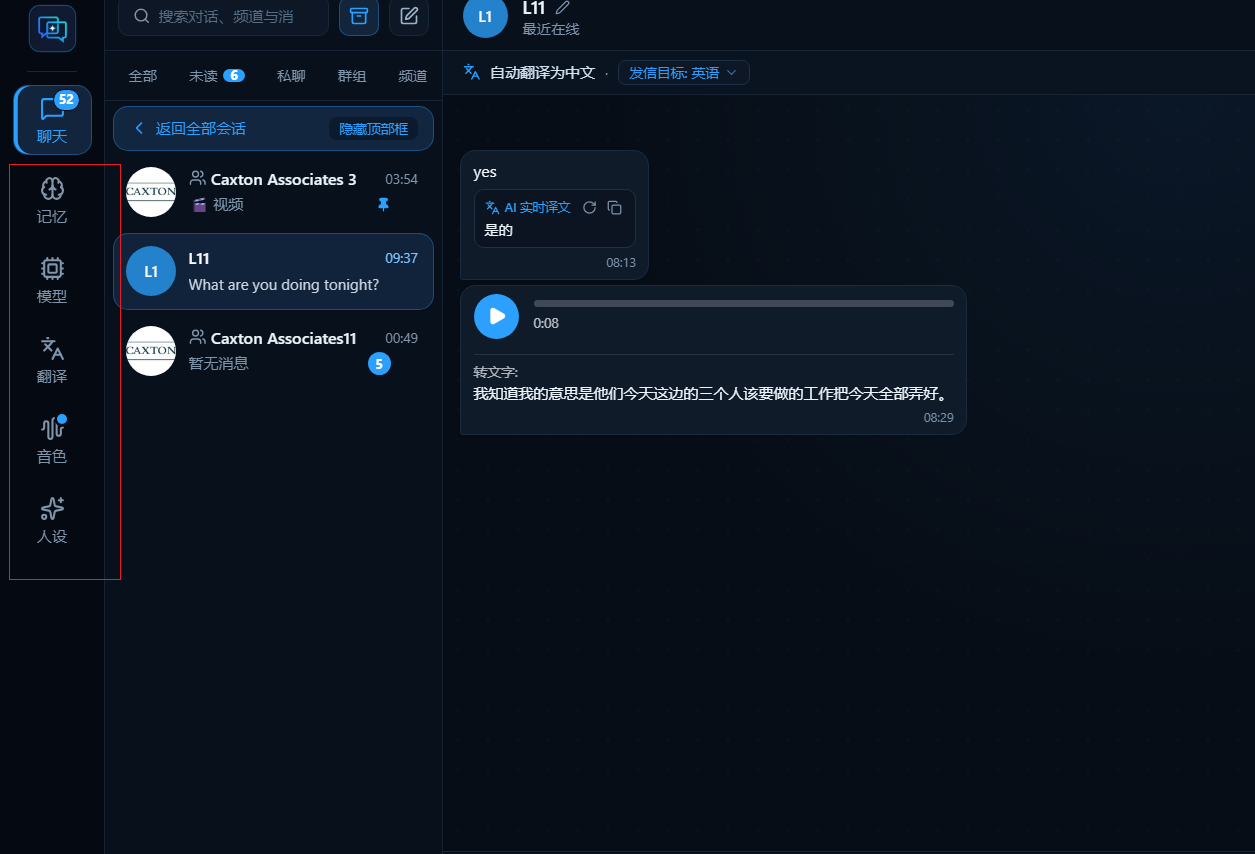 52
聊天
记忆
模型
翻译
音色
人设
搜索对话、频道与消
全部
未读 6
私聊
群组
频道
返回全部会话
隐藏顶部框
CAXTON
Caxton Associates 3
03:54
视频
L1
L11
09:37
What are you doing tonight?
CAXTON
Caxton Associates11
00:49
暂无消息
5
L1
L11
最近在线
自动翻译为中文 ·
发信目标: 英语
yes
AI 实时译文
是的
08:13
0:08
转文字:
我知道我的意思是他们今天这边的三个人该要做的工作把今天全部弄好。
08:29